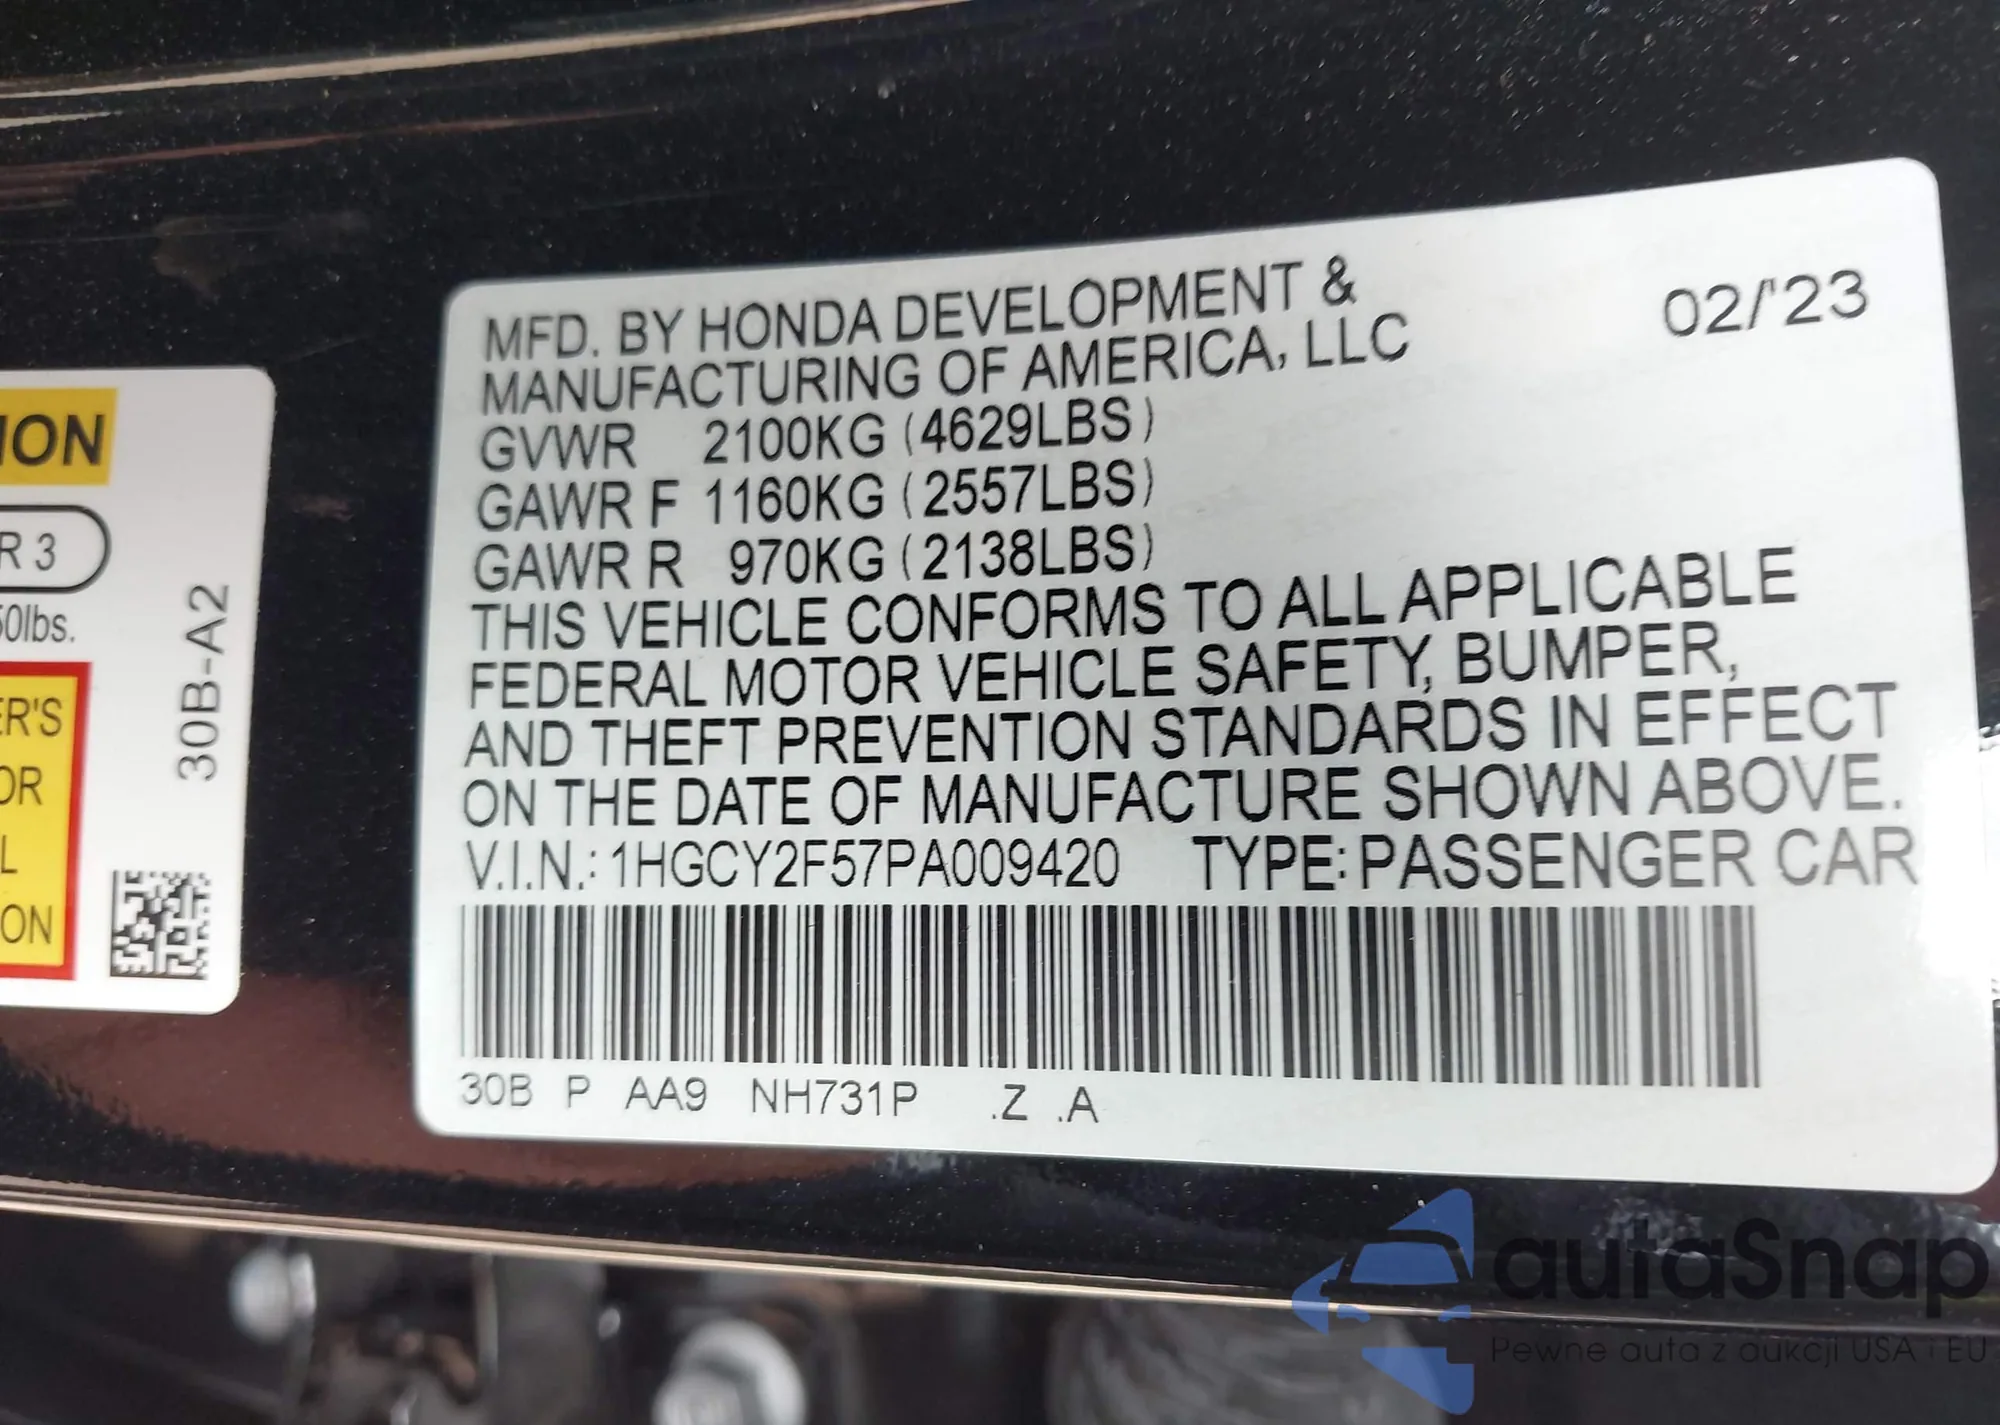 ION
R 3
50lbs.
ER'S
OR
L
ON
30B-A2
MFD. BY HONDA DEVELOPMENT &
MANUFACTURING OF AMERICA, LLC
02/'23
GVWR 2100KG (4629LBS)
GAWR F 1160KG (2557LBS)
GAWR R 970KG (2138LBS)
THIS VEHICLE CONFORMS TO ALL APPLICABLE
FEDERAL MOTOR VEHICLE SAFETY, BUMPER,
AND THEFT PREVENTION STANDARDS IN EFFECT
ON THE DATE OF MANUFACTURE SHOWN ABOVE.
V.I.N.: 1HGCY2F57PA009420 TYPE: PASSENGER CAR
30B P AA9 NH731P .Z .A
autaSnap
Pewne auta z aukcji USA i EU